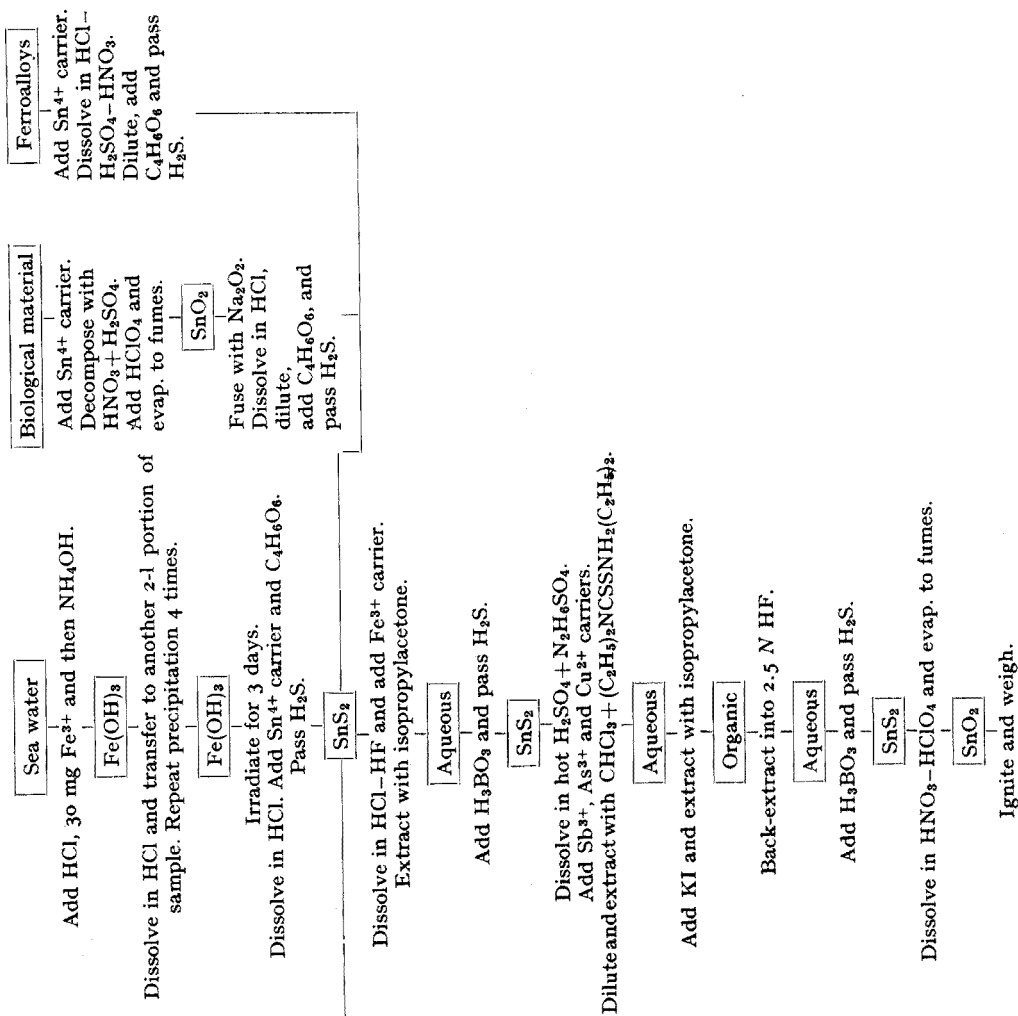 Sea water
Add HCl, 30 mg Fe³⁺ and then NH₄OH.
Fe(OH)₃
Dissolve in HCl and transfer to another 2-l portion of
sample. Repeat precipitation 4 times.
Fe(OH)₃
Irradiate for 3 days.
Dissolve in HCl. Add Sn⁴⁺ carrier and C₄H₆O₆.
Pass H₂S.
Biological material
Add Sn⁴⁺ carrier.
Decompose with
HNO₃+H₂SO₄.
Add HClO₄ and
evap. to fumes.
SnO₂
Fuse with Na₂O₂.
Dissolve in HCl,
dilute,
add C₄H₆O₆, and
pass H₂S.
Ferroalloys
Add Sn⁴⁺ carrier.
Dissolve in HCl–
H₂SO₄–HNO₃.
Dilute, add
C₄H₆O₆ and pass
H₂S.
SnS₂
Dissolve in HCl–HF and add Fe³⁺ carrier.
Extract with isopropylacetone.
Aqueous
Add H₃BO₃ and pass H₂S.
SnS₂
Dissolve in hot H₂SO₄+N₂H₆SO₄.
Add Sb³⁺, As³⁺ and Cu²⁺ carriers.
Dilute and extract with CHCl₃+(C₂H₅)₂NCSSNH₂(C₂H₅)₂.
Aqueous
Add KI and extract with isopropylacetone.
Organic
Back-extract into 2.5 N HF.
Aqueous
Add H₃BO₃ and pass H₂S.
SnS₂
Dissolve in HNO₃–HClO₄ and evap. to fumes.
SnO₂
Ignite and weigh.